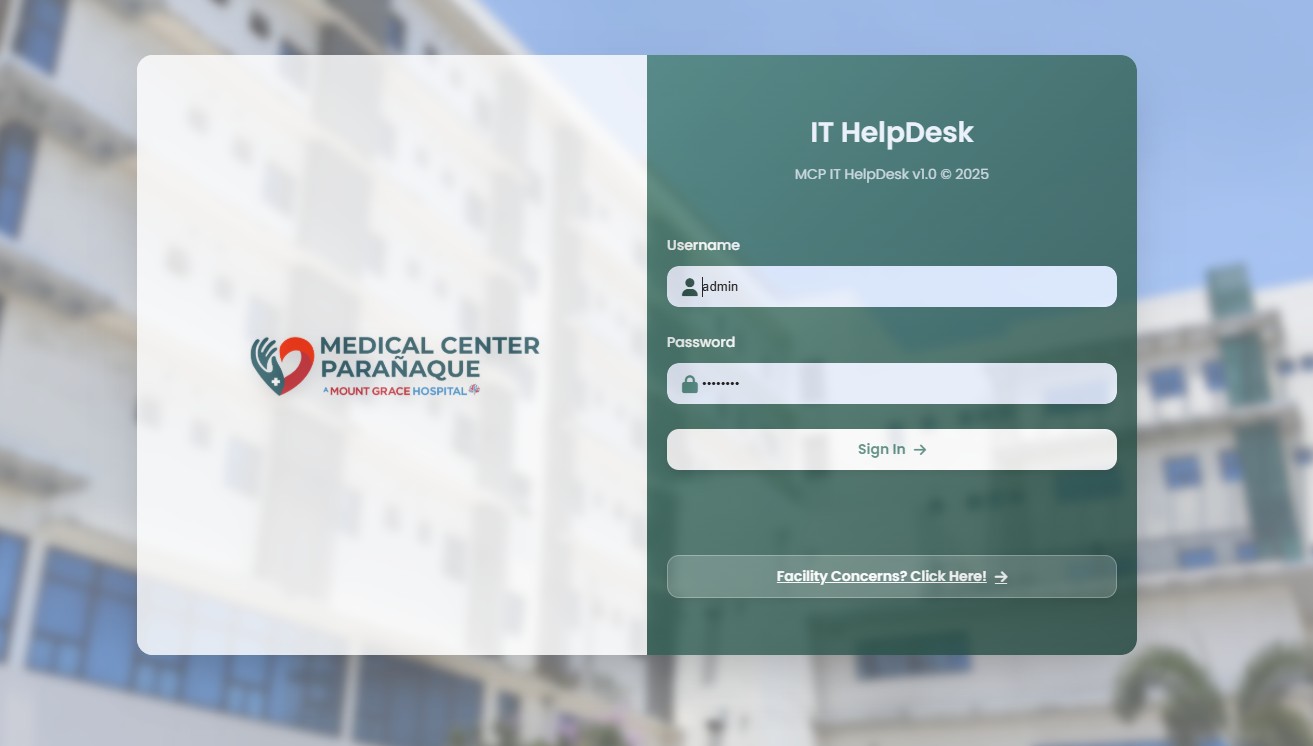 MEDICAL CENTER
PARAÑAQUE
A MOUNT GRACE HOSPITAL
IT HelpDesk
MCP IT HelpDesk v1.0 © 2025
Username
admin
Password
••••••••
Sign In →
Facility Concerns? Click Here! →